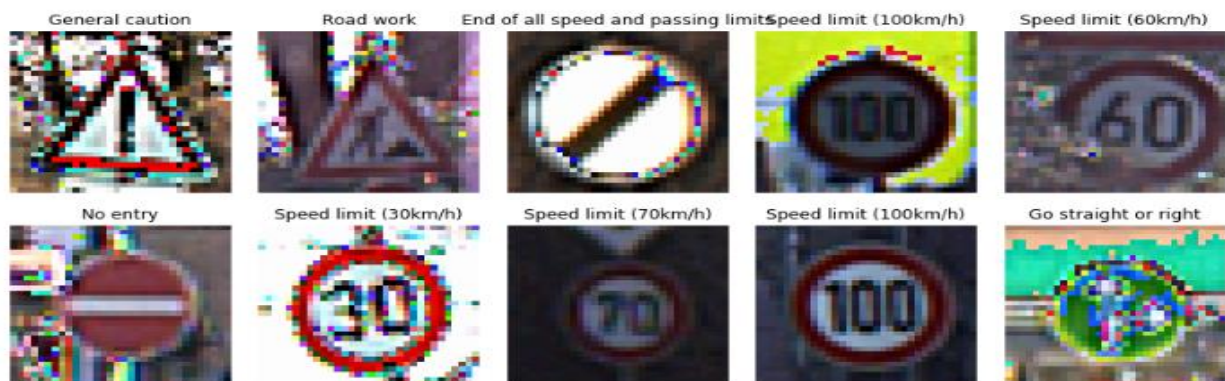 General caution
Road work
End of all speed and passing limits
Speed limit (100km/h)
Speed limit (60km/h)
100
60
No entry
Speed limit (30km/h)
Speed limit (70km/h)
Speed limit (100km/h)
Go straight or right
30
70
100